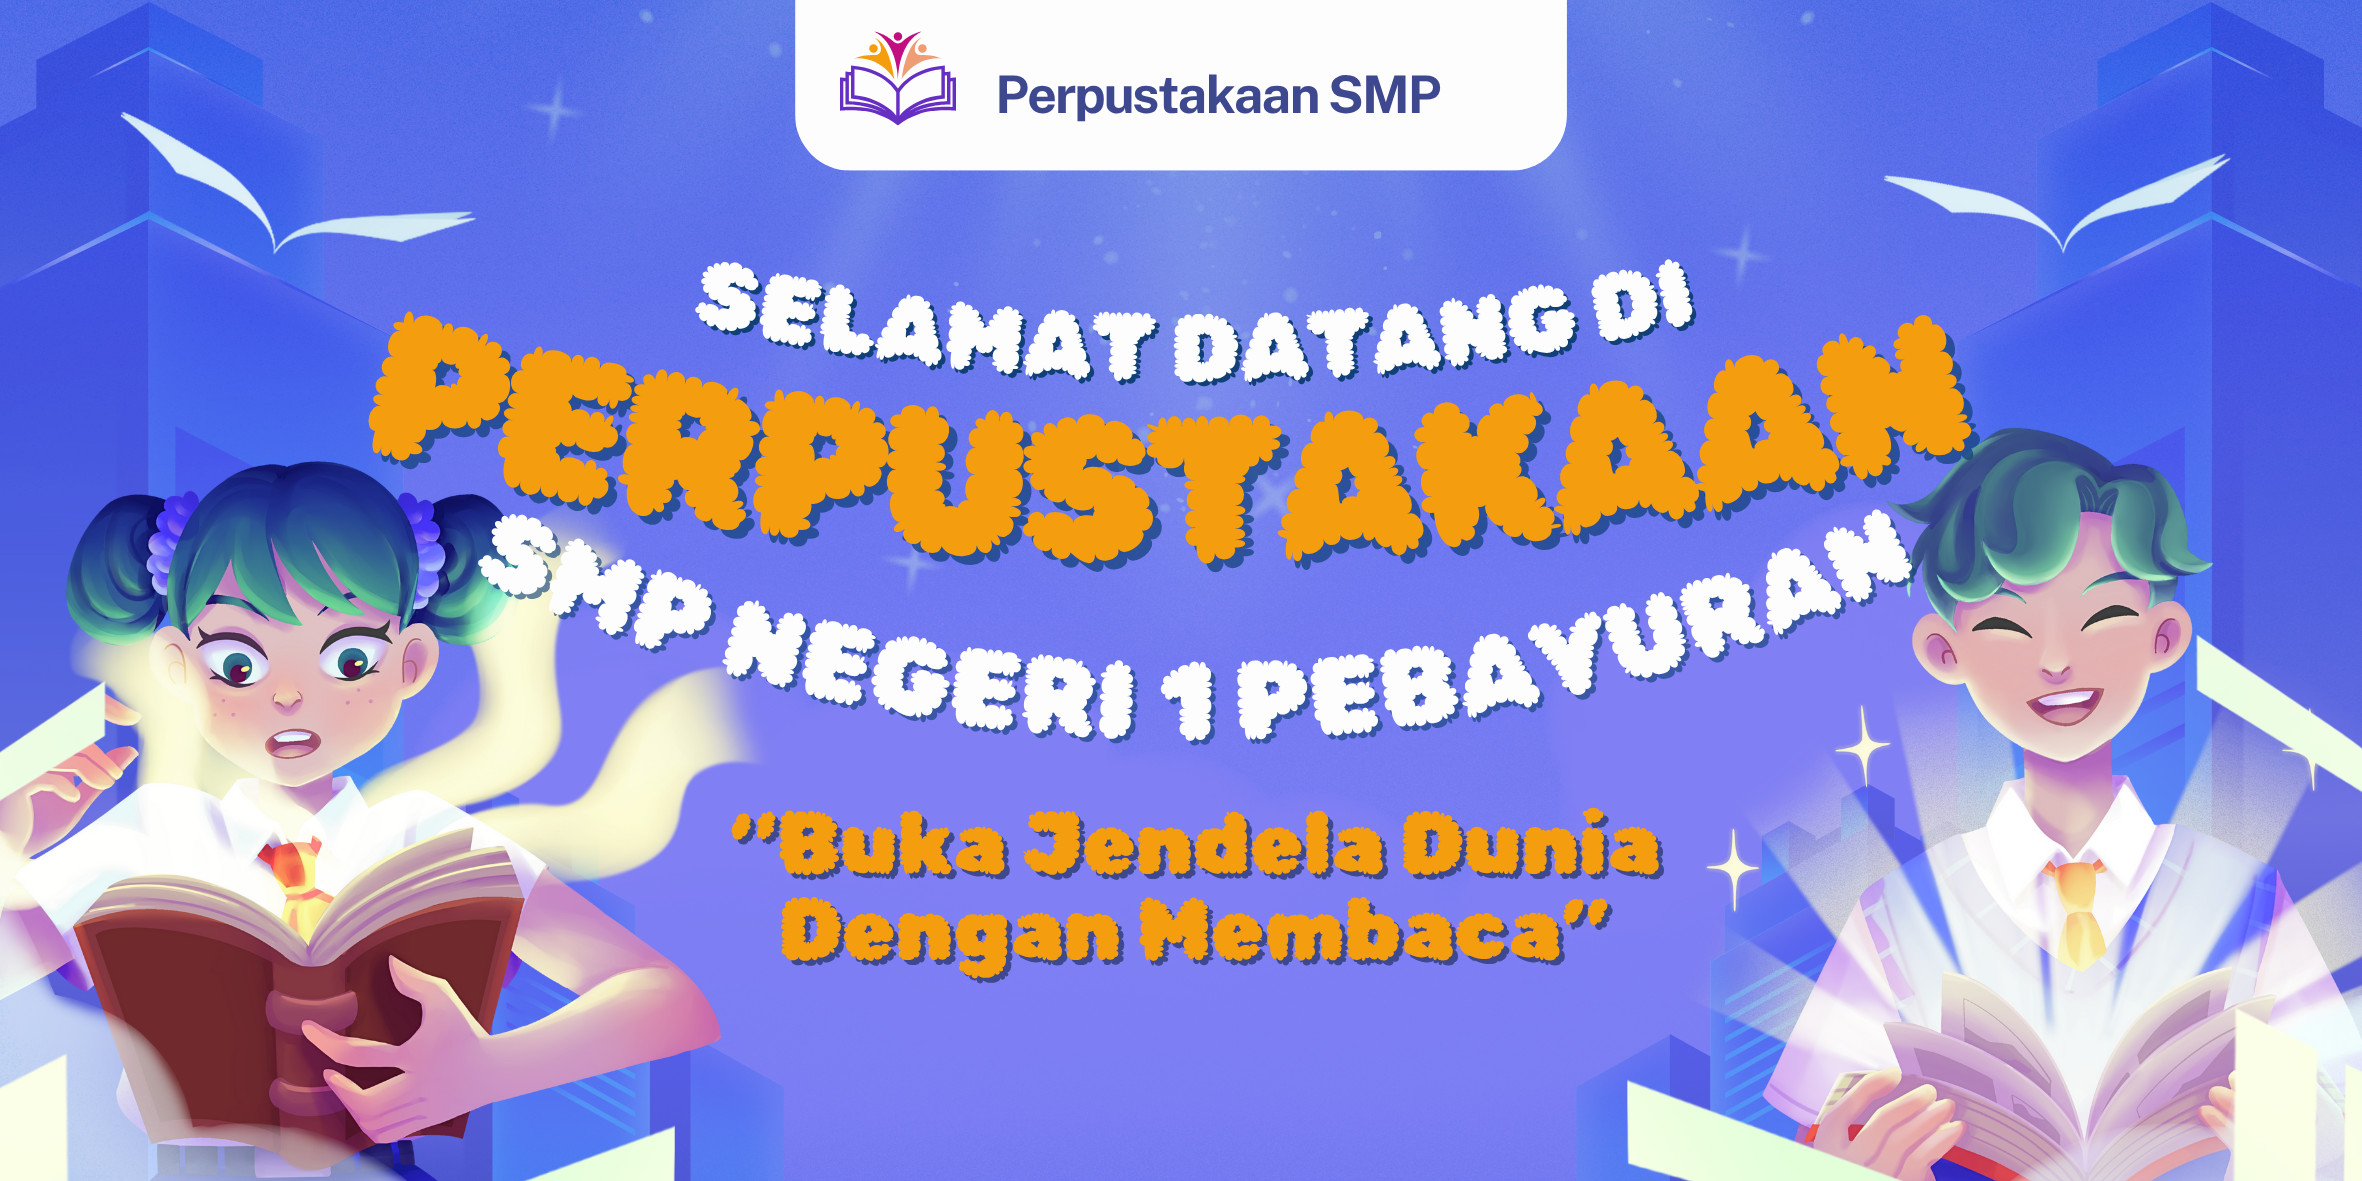 Perpustakaan SMP
SELAMAT DATANG DI
PERPUSTAKAAN
SMP NEGERI 1 PEBAYURAN
"Buka Jendela Dunia
Dengan Membaca"